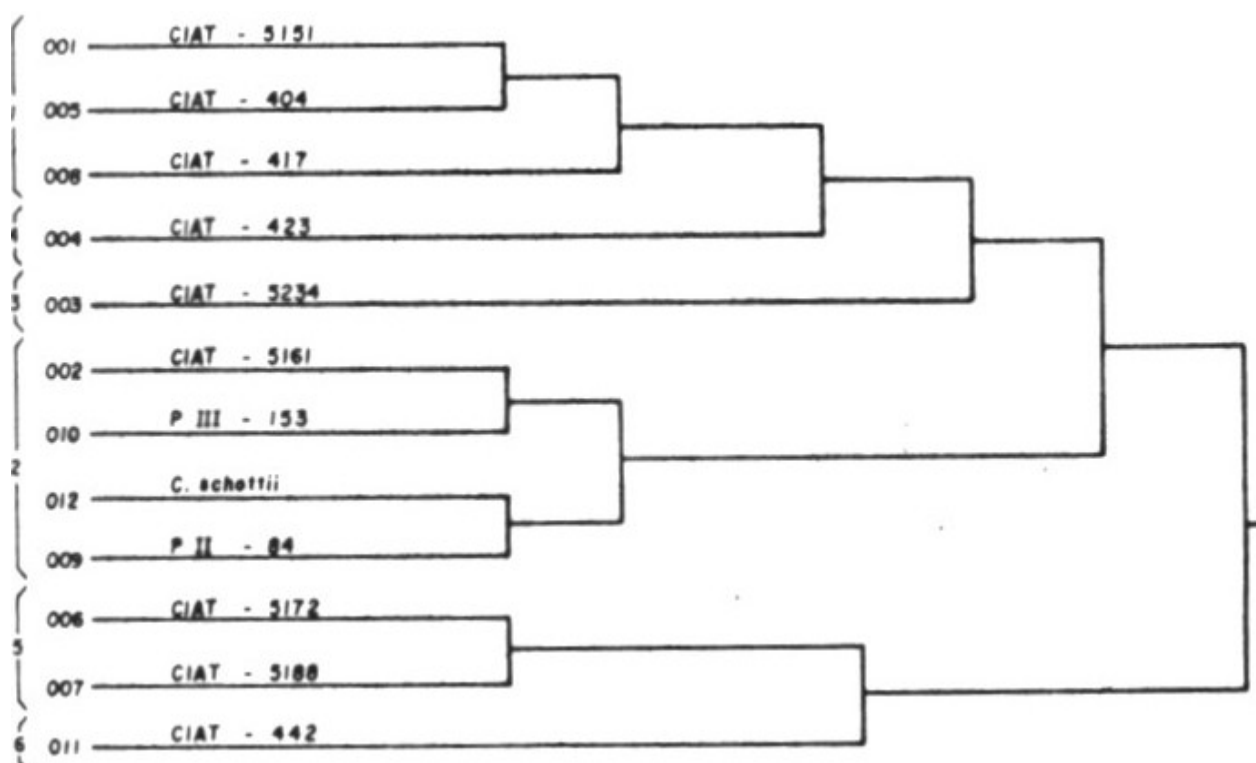 001 CIAT - 5151
005 CIAT - 404
008 CIAT - 417
4 004 CIAT - 423
3 003 CIAT - 5234
002 CIAT - 5161
010 P III - 153
2
012 C. schottii
009 P II - 84
006 CIAT - 5172
5
007 CIAT - 5188
6 011 CIAT - 442